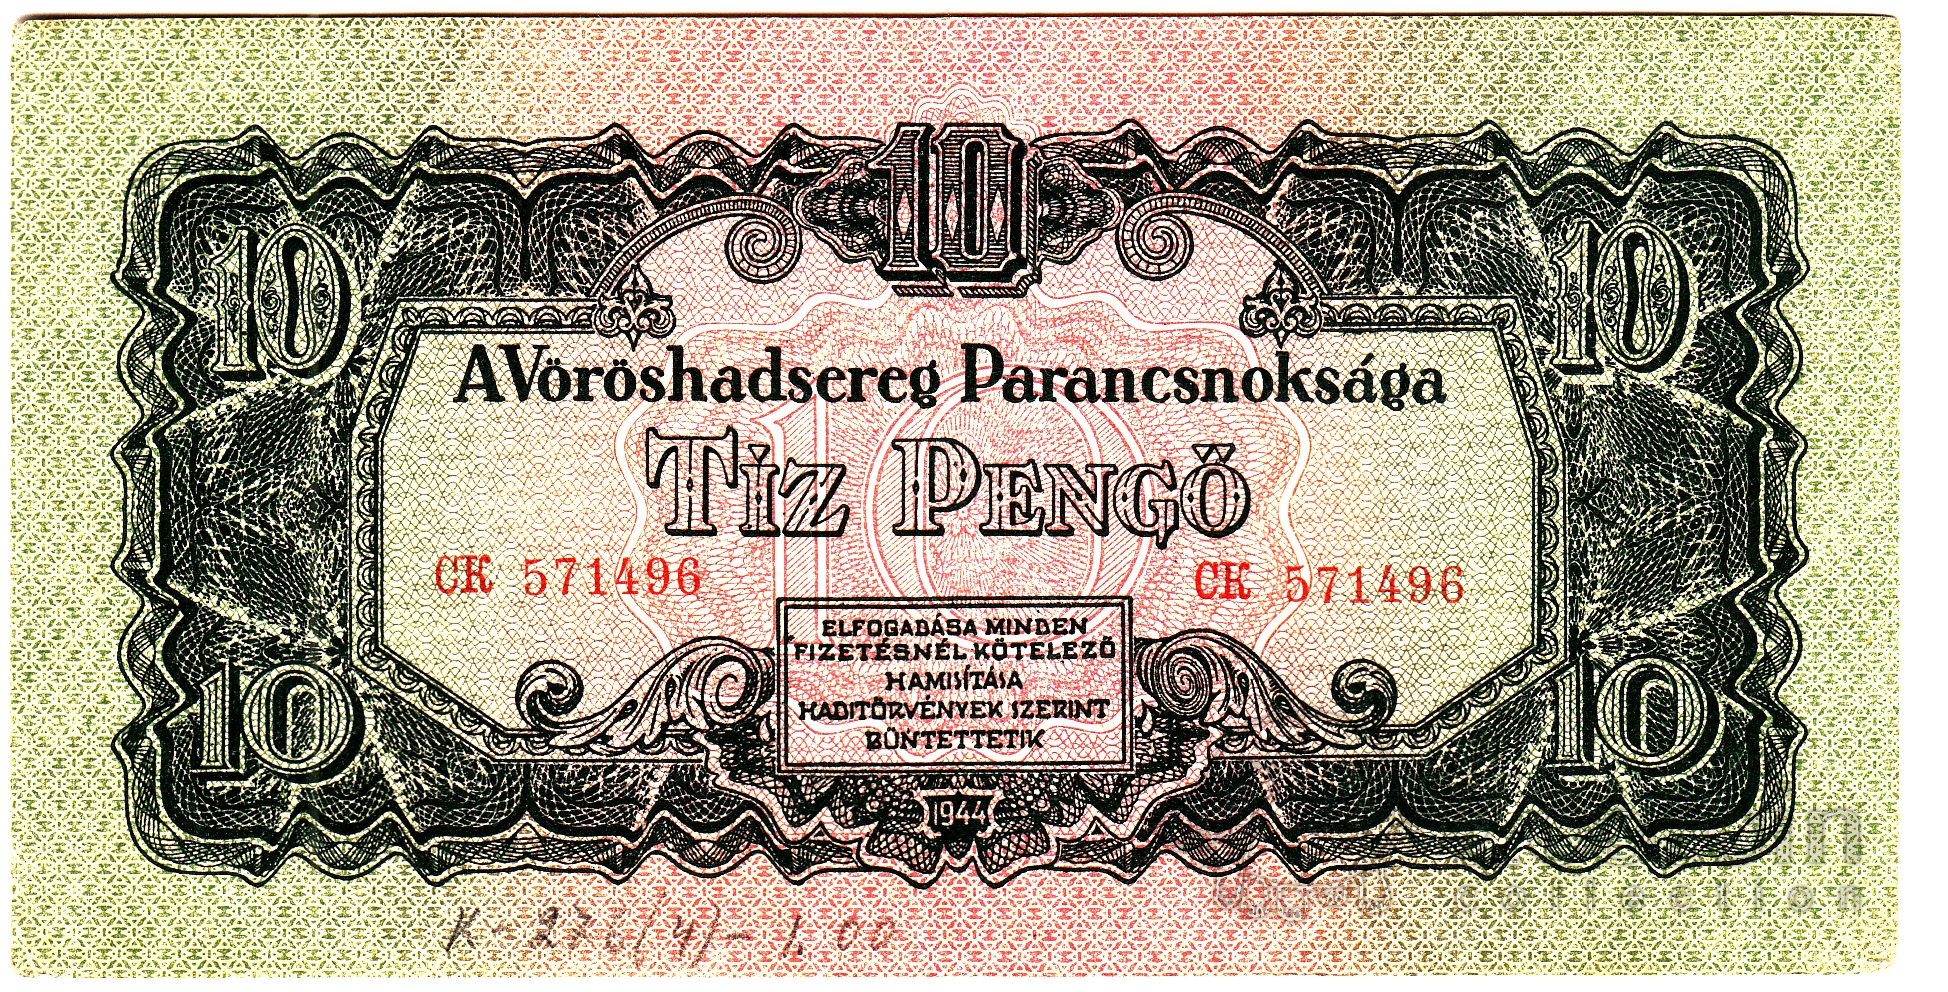 10
10 10
A Vöröshadsereg Parancsnoksága
Tíz Pengő
CK 571496 CK 571496
ELFOGADÁSA MINDEN
FIZETÉSNÉL KÖTELEZŐ
HAMISÍTÁSA
HADITÖRVÉNYEK SZERINT
BÜNTETTETIK
10 10
1944
collection